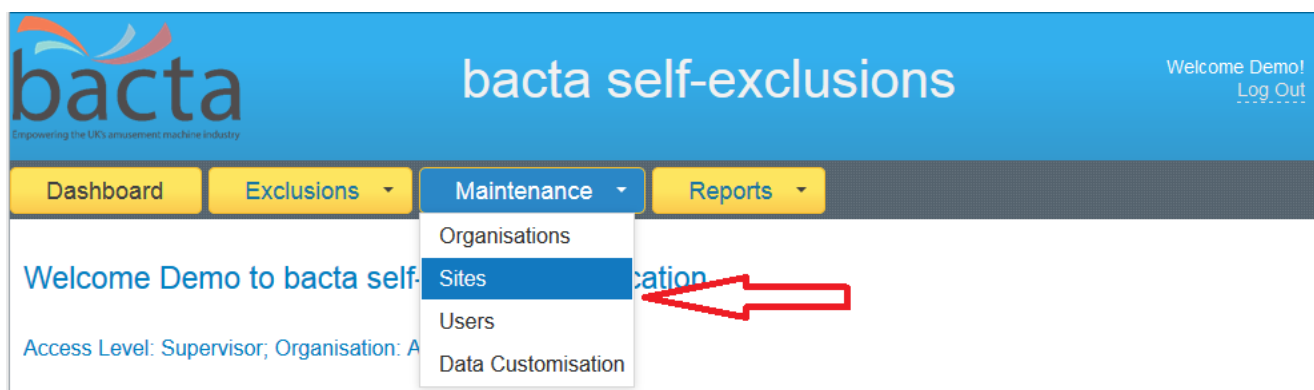 bacta
Empowering the UK's amusement machine industry
bacta self-exclusions
Welcome Demo!
Log Out
Dashboard
Exclusions
Maintenance
Reports
Organisations
Sites
Users
Data Customisation
Welcome Demo to bacta self-
Access Level: Supervisor; Organisation: A